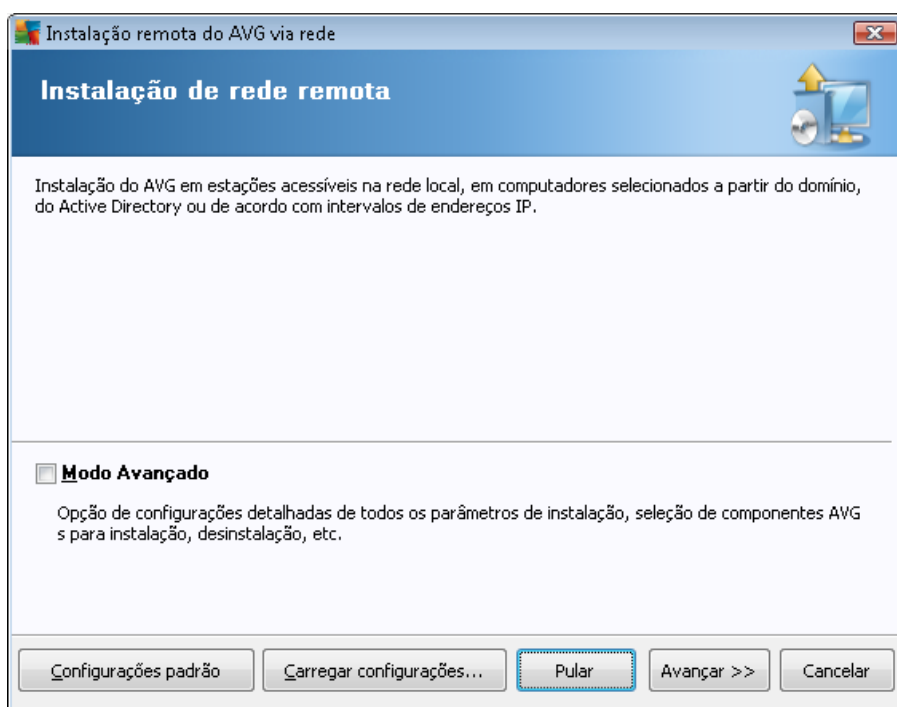 Instalação remota do AVG via rede
Instalação de rede remota
Instalação do AVG em estações acessíveis na rede local, em computadores selecionados a partir do domínio,
do Active Directory ou de acordo com intervalos de endereços IP.
Modo Avançado
Opção de configurações detalhadas de todos os parâmetros de instalação, seleção de componentes AVG
s para instalação, desinstalação, etc.
Configurações padrão Carregar configurações... Pular Avançar >> Cancelar